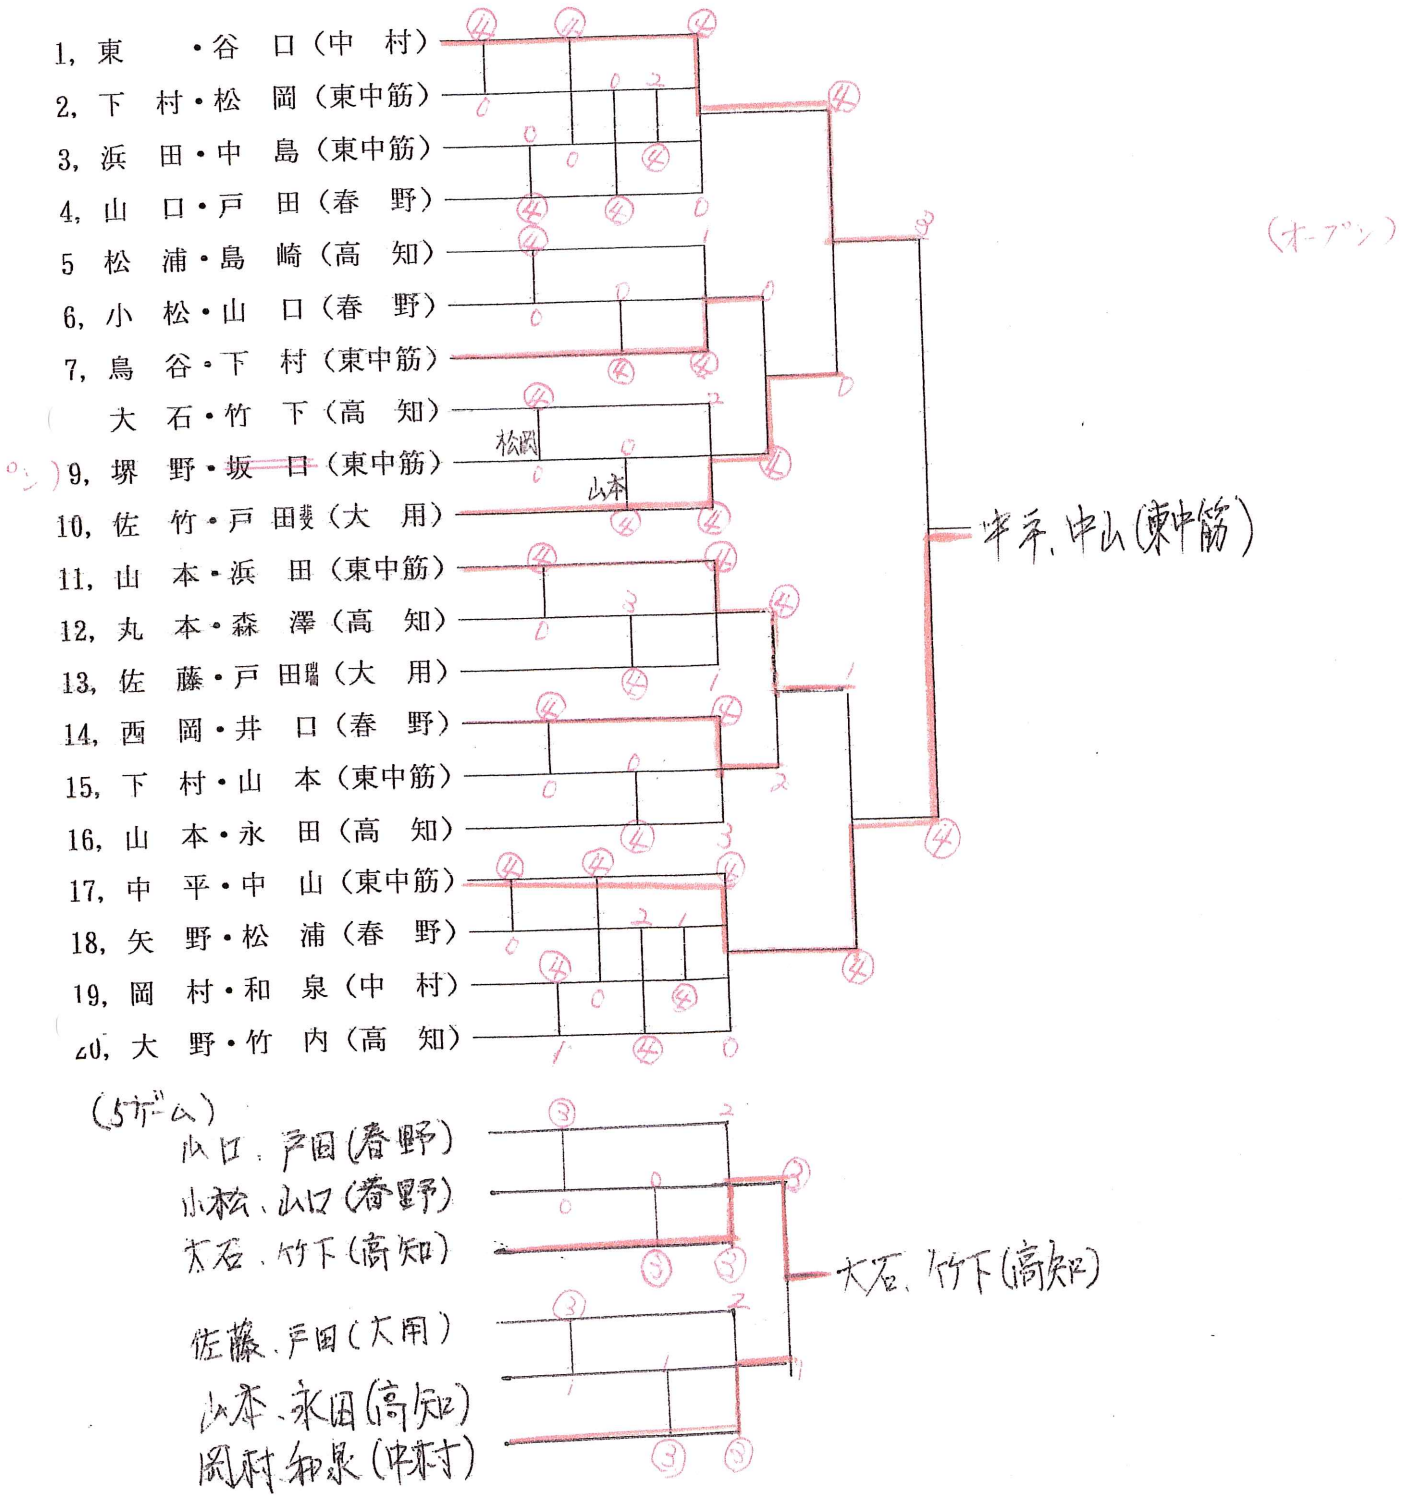 1, 東 ・谷 口（中 村）
2, 下 村・松 岡（東中筋）
3, 浜 田・中 島（東中筋）
4, 山 口・戸 田（春 野）
(オープン)
5 松 浦・島 崎（高 知）
6, 小 松・山 口（春 野）
7, 鳥 谷・下 村（東中筋）
大 石・竹 下（高 知）
松岡
9, 堺 野・坂 口（東中筋）
山本
10, 佐 竹・戸 田（大 用）
中平、中山(東中筋)
11, 山 本・浜 田（東中筋）
12, 丸 本・森 澤（高 知）
13, 佐 藤・戸 田瑞（大 用）
14, 西 岡・井 口（春 野）
15, 下 村・山 本（東中筋）
16, 山 本・永 田（高 知）
17, 中 平・中 山（東中筋）
18, 矢 野・松 浦（春 野）
19, 岡 村・和 泉（中 村）
20, 大 野・竹 内（高 知）
(5ゲーム)
山口、戸田(春野)
小松、山口(春野)
大石、竹下(高知)
大石、竹下(高知)
佐藤、戸田(大用)
山本、永田(高知)
岡村、和泉(中村)